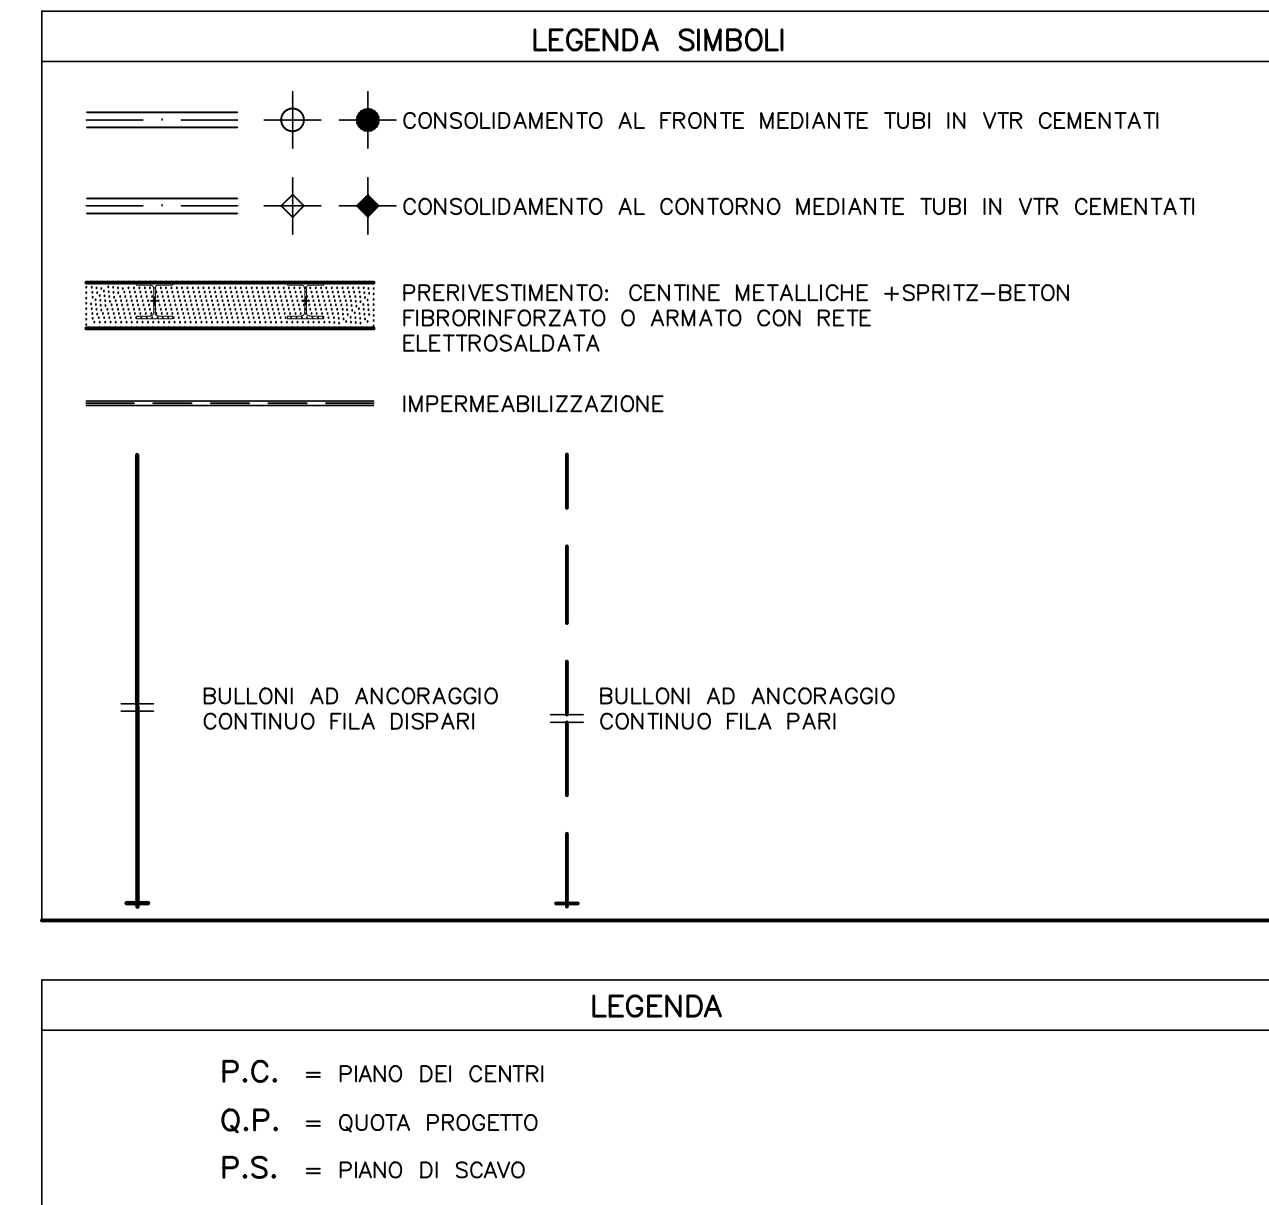 LEGENDA SIMBOLI
CONSOLIDAMENTO AL FRONTE MEDIANTE TUBI IN VTR CEMENTATI
CONSOLIDAMENTO AL CONTORNO MEDIANTE TUBI IN VTR CEMENTATI
PRERIVESTIMENTO: CENTINE METALLICHE +SPRITZ-BETON
FIBRORINFORZATO O ARMATO CON RETE
ELETTROSALDATA
IMPERMEABILIZZAZIONE
BULLONI AD ANCORAGGIO
CONTINUO FILA DISPARI
BULLONI AD ANCORAGGIO
CONTINUO FILA PARI
LEGENDA
P.C. = PIANO DEI CENTRI
Q.P. = QUOTA PROGETTO
P.S. = PIANO DI SCAVO